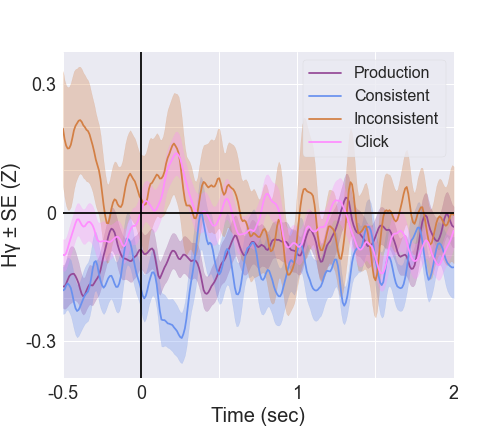 Production
Consistent
Inconsistent
Click
0.3
0
-0.3
Hγ ± SE (Z)
-0.5
0
1
2
Time (sec)